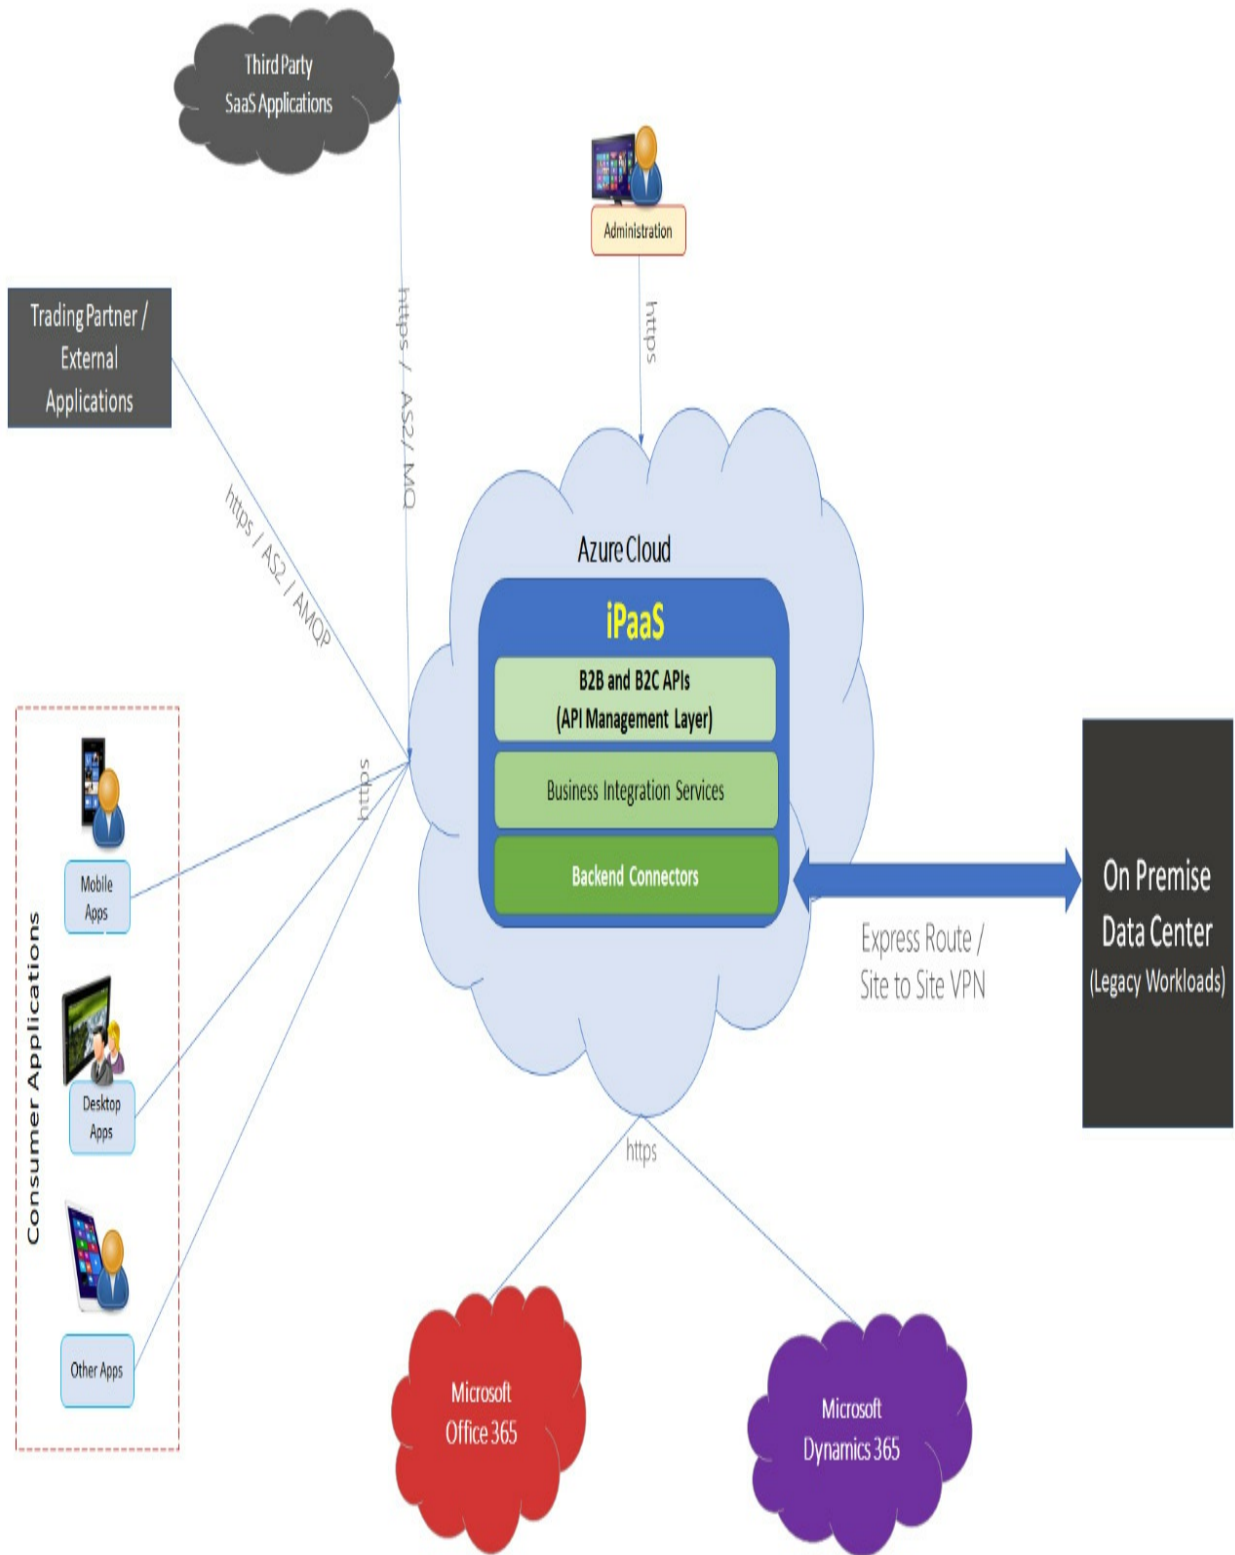 Third Party
SaaS Applications
Administration
https
https / AS2/ MQ
Trading Partner /
External
Applications
https / AS2 / AMQP
Azure Cloud
iPaaS
B2B and B2C APIs
(API Management Layer)
Business Integration Services
Backend Connectors
https
Consumer Applications
Mobile
Apps
Desktop
Apps
Other Apps
Express Route /
Site to Site VPN
On Premise
Data Center
(Legacy Workloads)
https
Microsoft
Office 365
Microsoft
Dynamics 365